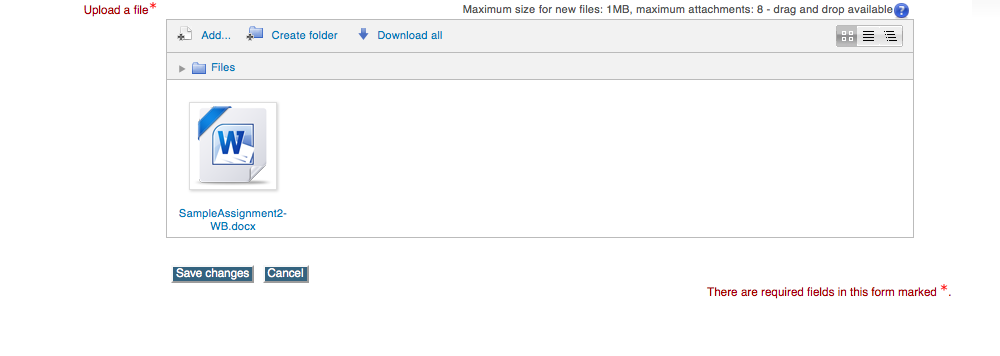 Upload a file* Maximum size for new files: 1MB, maximum attachments: 8 - drag and drop available ?
Add... Create folder Download all
Files
W
SampleAssignment2-
WB.docx
Save changes Cancel
There are required fields in this form marked *.